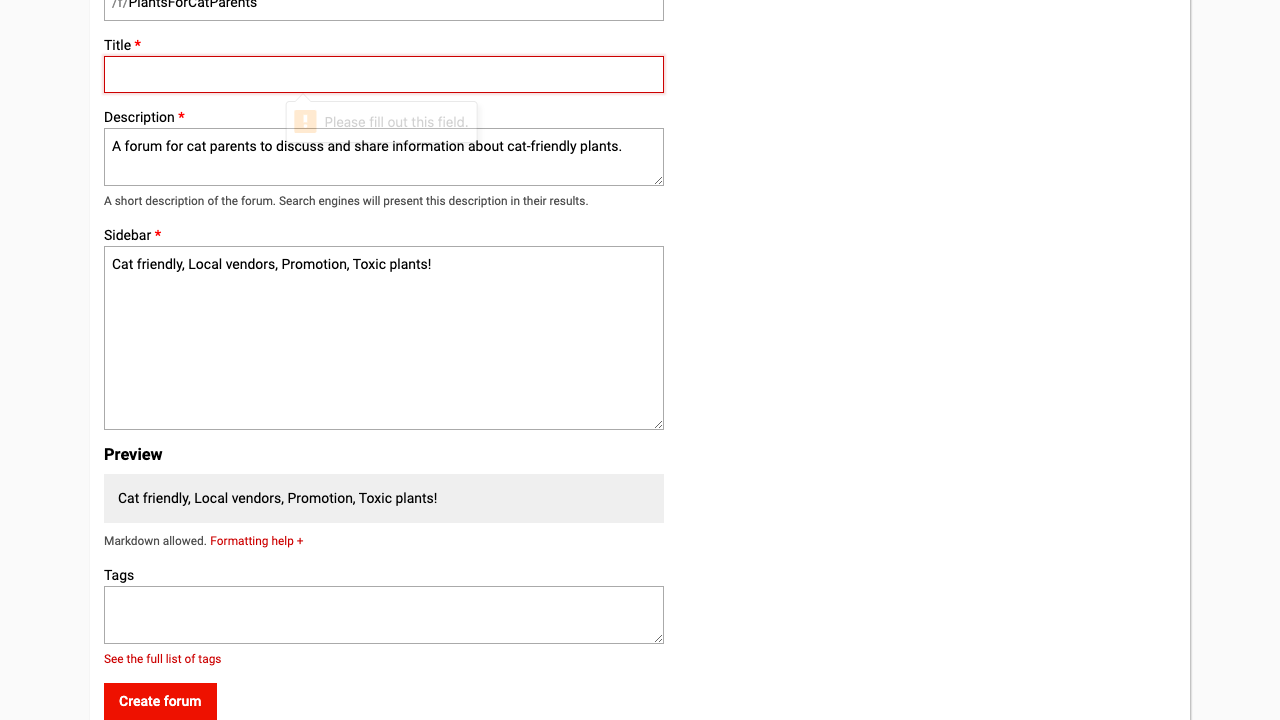 /f/PlantsForCatParents
Title *
Please fill out this field.
Description *
A forum for cat parents to discuss and share information about cat-friendly plants.
A short description of the forum. Search engines will present this description in their results.
Sidebar *
Cat friendly, Local vendors, Promotion, Toxic plants!
Preview
Cat friendly, Local vendors, Promotion, Toxic plants!
Markdown allowed. Formatting help +
Tags
See the full list of tags
Create forum